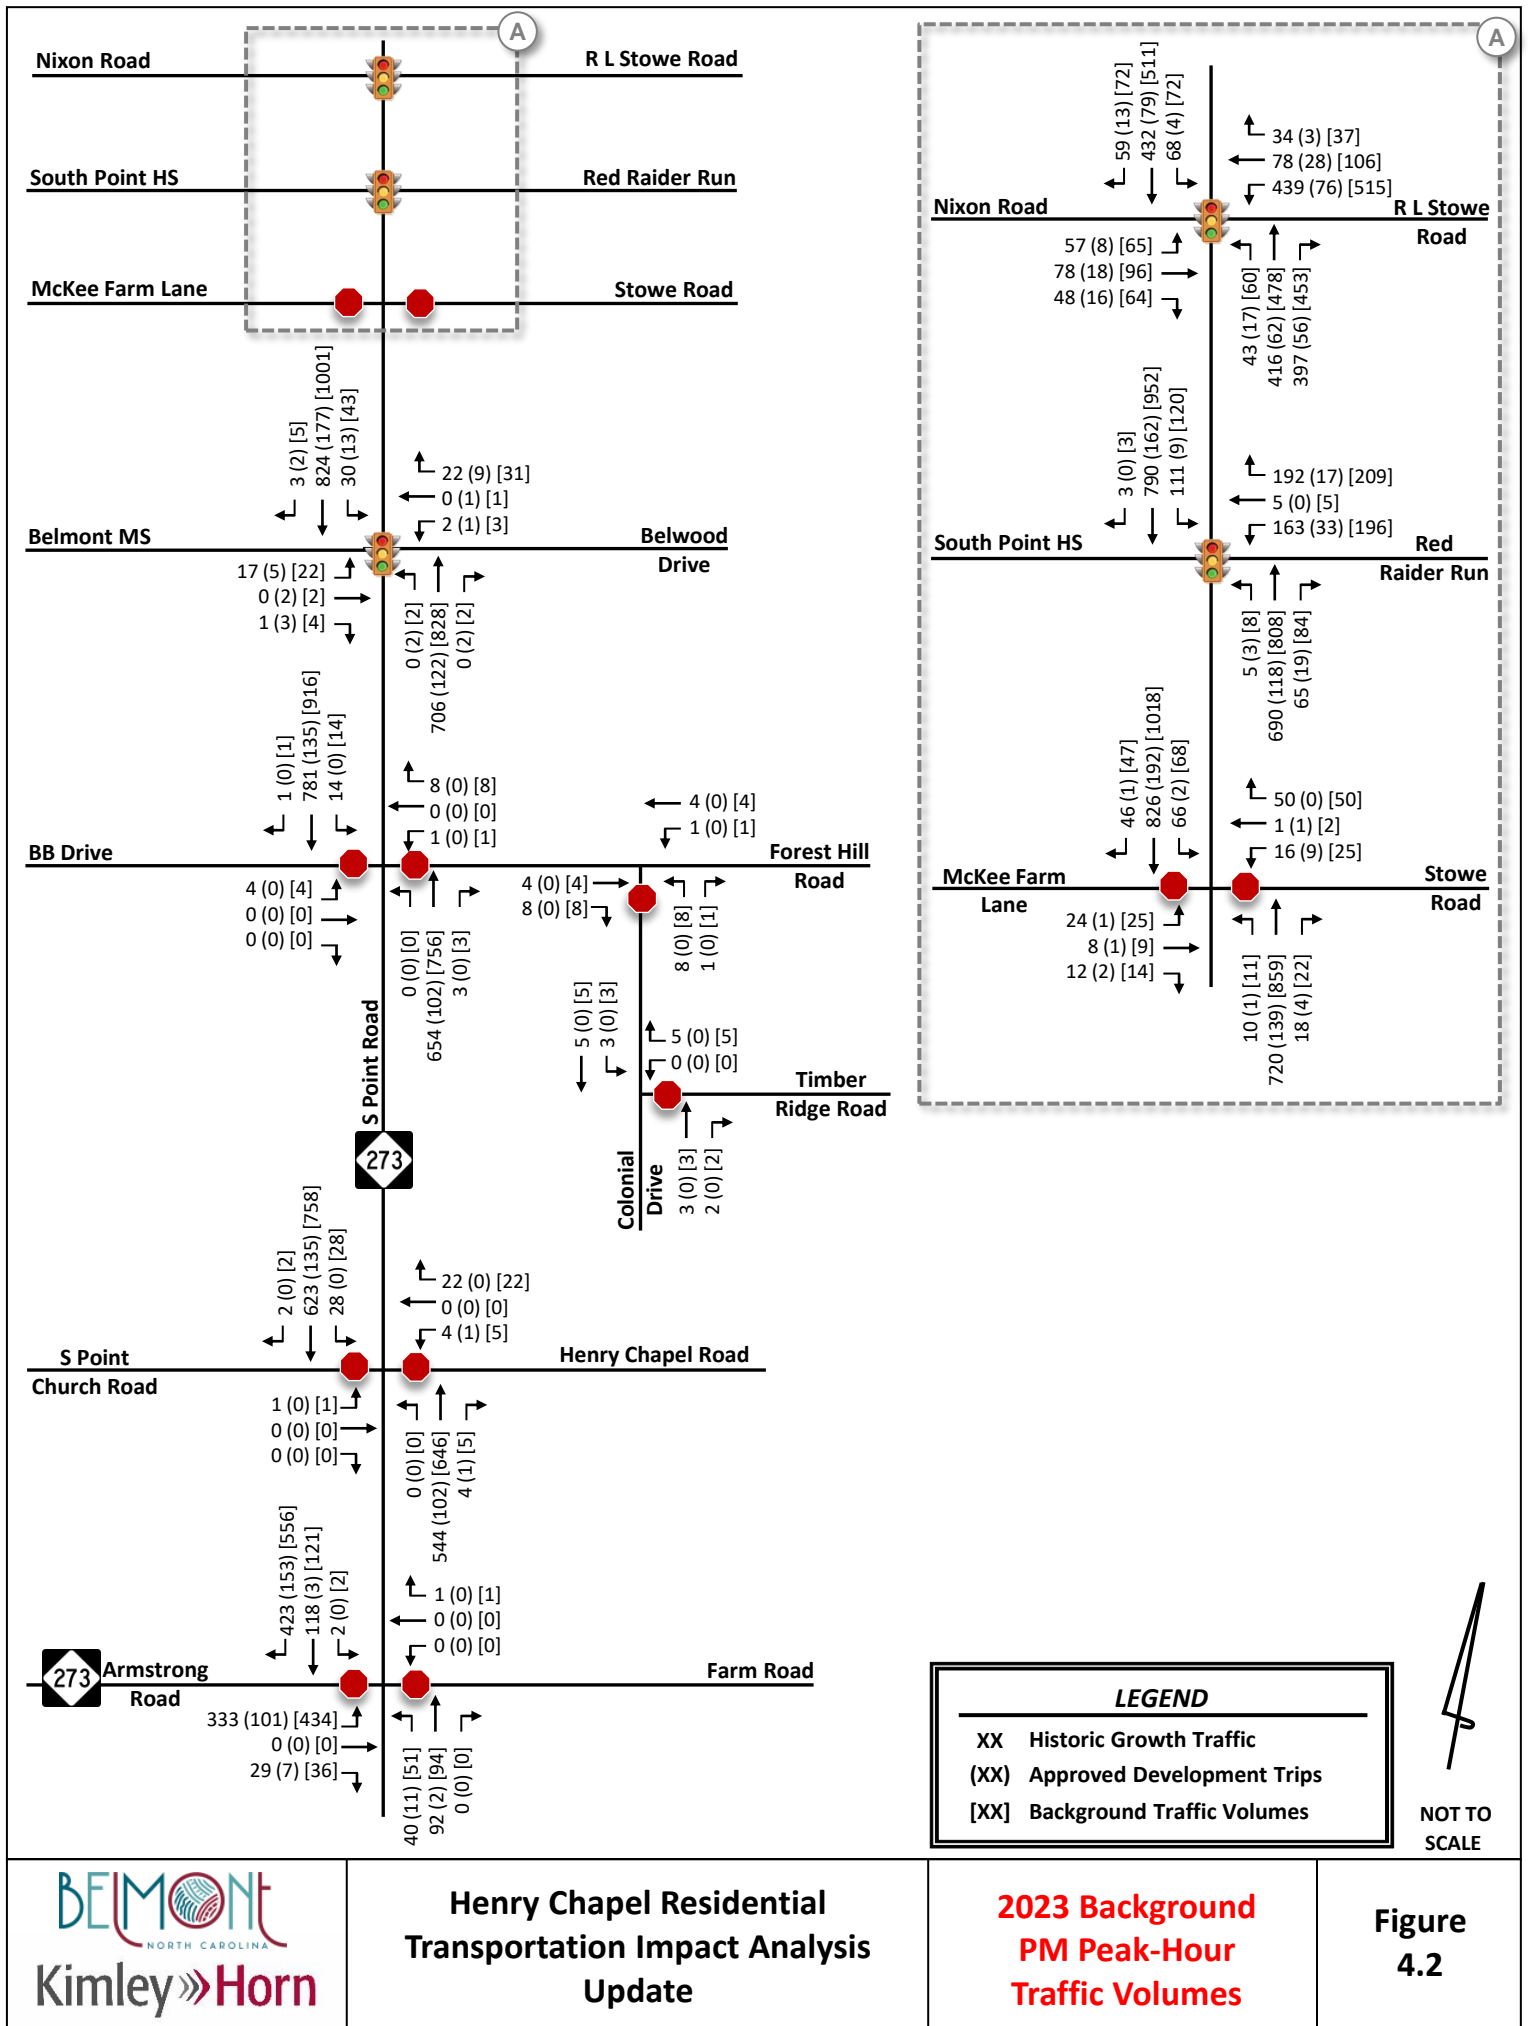 A
Nixon Road
R L Stowe Road
South Point HS
Red Raider Run
McKee Farm Lane
Stowe Road
3 (2) [5]
824 (177) [1001]
30 (13) [43]
22 (9) [31]
0 (1) [1]
2 (1) [3]
Belmont MS
Belwood
Drive
17 (5) [22]
0 (2) [2]
1 (3) [4]
0 (2) [2]
706 (122) [828]
0 (2) [2]
1 (0) [1]
781 (135) [916]
14 (0) [14]
8 (0) [8]
0 (0) [0]
1 (0) [1]
BB Drive
4 (0) [4]
0 (0) [0]
0 (0) [0]
0 (0) [0]
654 (102) [756]
3 (0) [3]
4 (0) [4]
1 (0) [1]
Forest Hill
Road
4 (0) [4]
8 (0) [8]
8 (0) [8]
1 (0) [1]
S Point Road
273
5 (0) [5]
3 (0) [3]
5 (0) [5]
0 (0) [0]
Timber
Ridge Road
Colonial
Drive
3 (0) [3]
2 (0) [2]
2 (0) [2]
623 (135) [758]
28 (0) [28]
22 (0) [22]
0 (0) [0]
4 (1) [5]
S Point
Church Road
Henry Chapel Road
1 (0) [1]
0 (0) [0]
0 (0) [0]
0 (0) [0]
544 (102) [646]
4 (1) [5]
423 (153) [556]
118 (3) [121]
2 (0) [2]
1 (0) [1]
0 (0) [0]
0 (0) [0]
273
Armstrong
Road
Farm Road
333 (101) [434]
0 (0) [0]
29 (7) [36]
40 (11) [51]
92 (2) [94]
0 (0) [0]
A
59 (13) [72]
432 (79) [511]
68 (4) [72]
34 (3) [37]
78 (28) [106]
439 (76) [515]
Nixon Road
R L Stowe
Road
57 (8) [65]
78 (18) [96]
48 (16) [64]
43 (17) [60]
416 (62) [478]
397 (56) [453]
3 (0) [3]
790 (162) [952]
111 (9) [120]
192 (17) [209]
5 (0) [5]
163 (33) [196]
South Point HS
Red
Raider Run
5 (3) [8]
690 (118) [808]
65 (19) [84]
46 (1) [47]
826 (192) [1018]
66 (2) [68]
50 (0) [50]
1 (1) [2]
16 (9) [25]
McKee Farm
Lane
Stowe
Road
24 (1) [25]
8 (1) [9]
12 (2) [14]
10 (1) [11]
720 (139) [859]
18 (4) [22]
LEGEND
XX Historic Growth Traffic
(XX) Approved Development Trips
[XX] Background Traffic Volumes
NOT TO
SCALE
BELMONT
NORTH CAROLINA
Kimley»Horn
Henry Chapel Residential
Transportation Impact Analysis
Update
2023 Background
PM Peak-Hour
Traffic Volumes
Figure
4.2